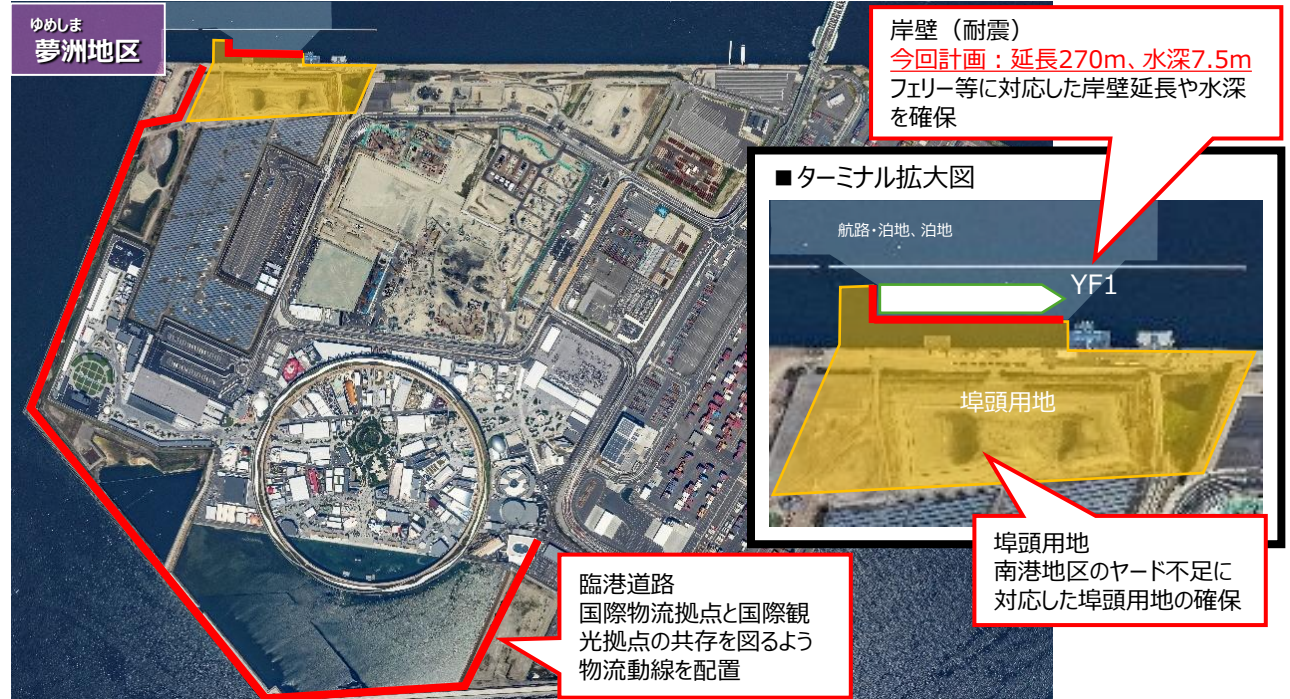 ゆめしま
夢洲地区
岸壁（耐震）
今回計画：延長270m、水深7.5m
フェリー等に対応した岸壁延長や水深
を確保
■ターミナル拡大図
航路・泊地、泊地
YF1
埠頭用地
埠頭用地
南港地区のヤード不足に
対応した埠頭用地の確保
臨港道路
国際物流拠点と国際観
光拠点の共存を図るよう
物流動線を配置